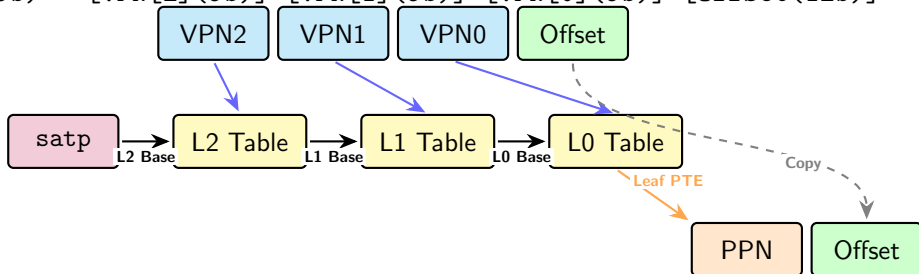 VPN2 VPN1 VPN0 Offset
satp L2 Base L2 Table L1 Base L1 Table L0 Base L0 Table
Copy
Leaf PTE
PPN Offset